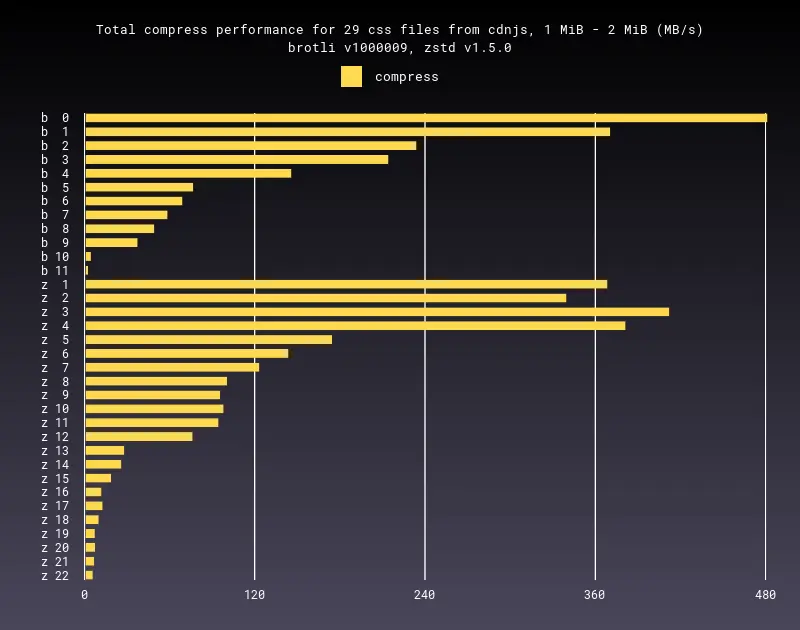 Total compress performance for 29 css files from cdnjs, 1 MiB - 2 MiB (MB/s)
brotli v1000009, zstd v1.5.0
compress
b 0
b 1
b 2
b 3
b 4
b 5
b 6
b 7
b 8
b 9
b 10
b 11
z 1
z 2
z 3
z 4
z 5
z 6
z 7
z 8
z 9
z 10
z 11
z 12
z 13
z 14
z 15
z 16
z 17
z 18
z 19
z 20
z 21
z 22
0 120 240 360 480